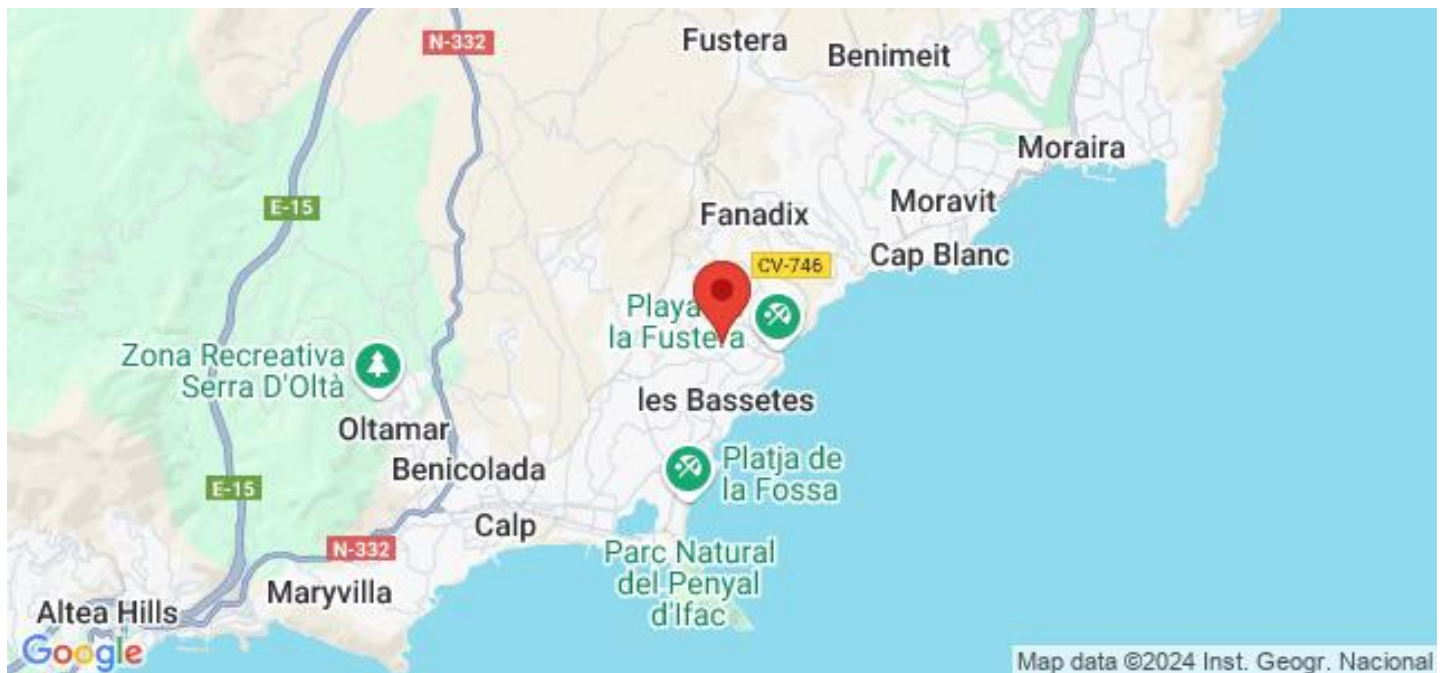 N-332
Fustera
Benimeit
Moraira
E-15
Moravit
Fanadix
Cap Blanc
CV-746
Playa
la Fustera
Zona Recreativa
Serra D'Oltà
les Bassetes
Oltamar
Benicolada
Platja de
la Fossa
E-15
Calp
N-332
Parc Natural
del Penyal
d'Ifac
Maryvilla
Altea Hills
Google
Map data ©2024 Inst. Geogr. Nacional